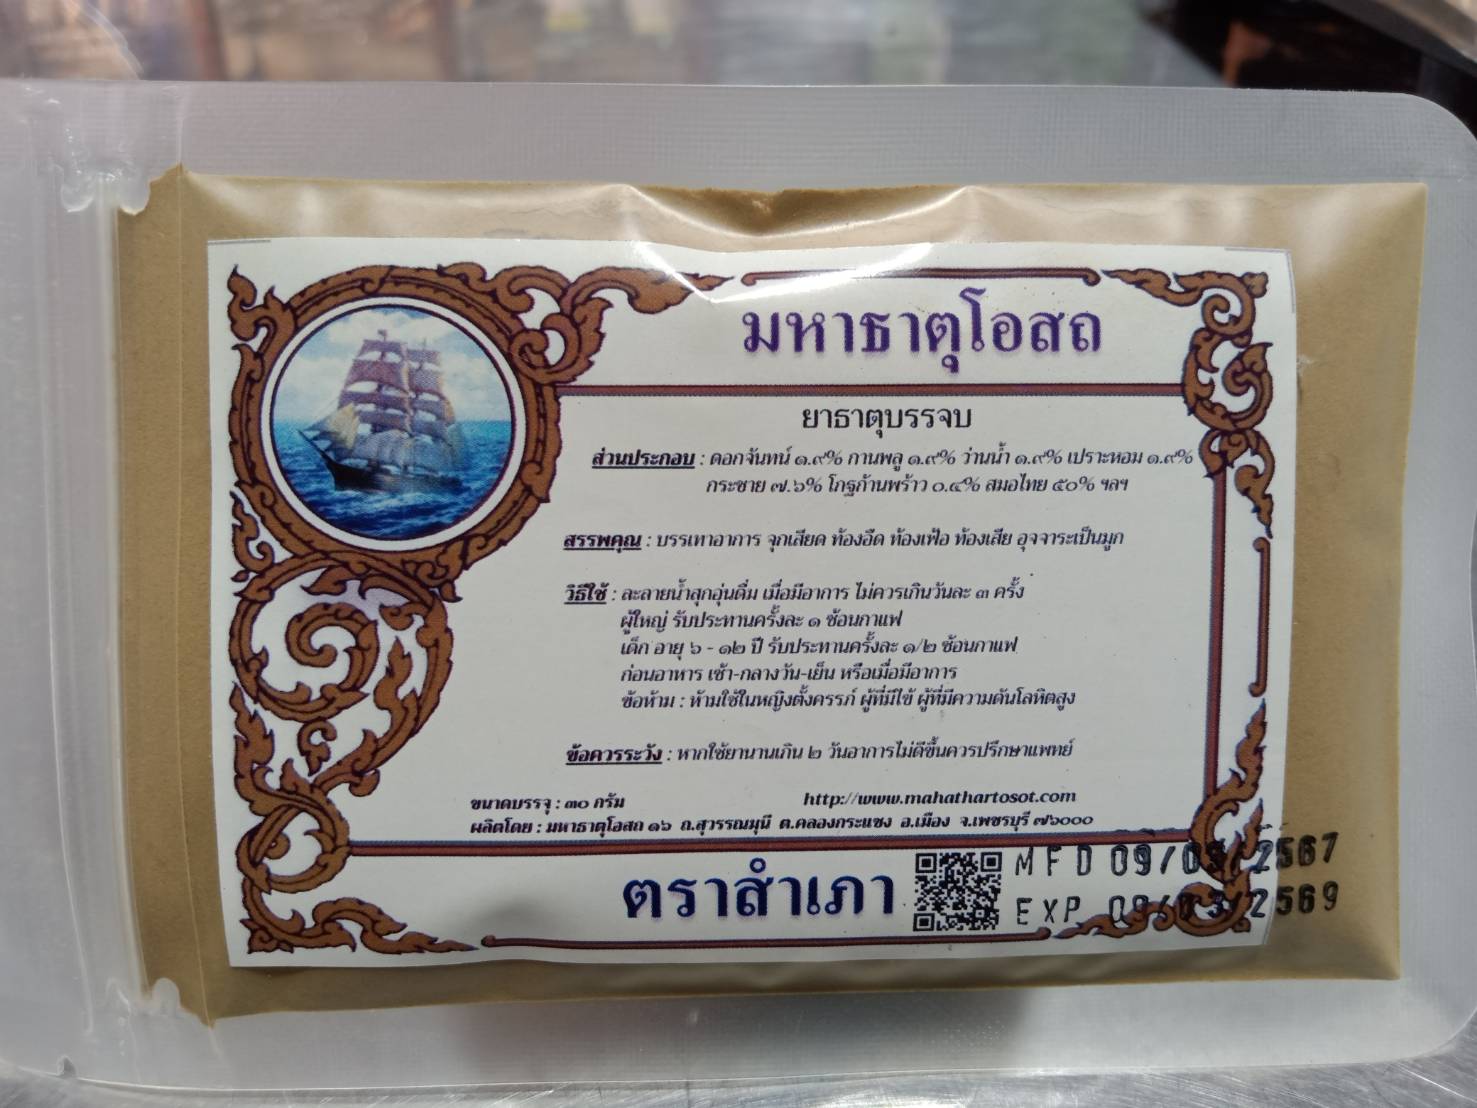 มหาธาตุโอสถ
ยาธาตุบรรจบ
ส่วนประกอบ : ดอกจันทน์ ๑.๙% กานพลู ๑.๙% ว่านน้ำ ๑.๙% เปราะหอม ๑.๙%
กระชาย ๗.๖% โกฐก้านพร้าว ๐.๔% สมอไทย ๕๐% ฯลฯ
สรรพคุณ : บรรเทาอาการ จุกเสียด ท้องอืด ท้องเฟ้อ ท้องเสีย อุจจาระเป็นมูก
วิธีใช้ : ละลายน้ำสุกอุ่นดื่ม เมื่อมีอาการ ไม่ควรเกินวันละ ๓ ครั้ง
ผู้ใหญ่ รับประทานครั้งละ ๑ ช้อนกาแฟ
เด็ก อายุ ๖ - ๑๒ ปี รับประทานครั้งละ ๑/๒ ช้อนกาแฟ
ก่อนอาหาร เช้า-กลางวัน-เย็น หรือเมื่อมีอาการ
ข้อห้าม : ห้ามใช้ในหญิงตั้งครรภ์ ผู้ที่มีไข้ ผู้ที่มีความดันโลหิตสูง
ข้อควรระวัง : หากใช้ยานานเกิน ๒ วันอาการไม่ดีขึ้นควรปรึกษาแพทย์
ขนาดบรรจุ : ๓๐ กรัม http://www.mahathartosot.com
ผลิตโดย : มหาธาตุโอสถ ๑๖ ถ.สุวรรณมุนี ต.คลองกระแชง อ.เมือง จ.เพชรบุรี ๗๖๐๐๐
ตราสำเภา
MFD 09/03/2567
EXP 09/03/2569